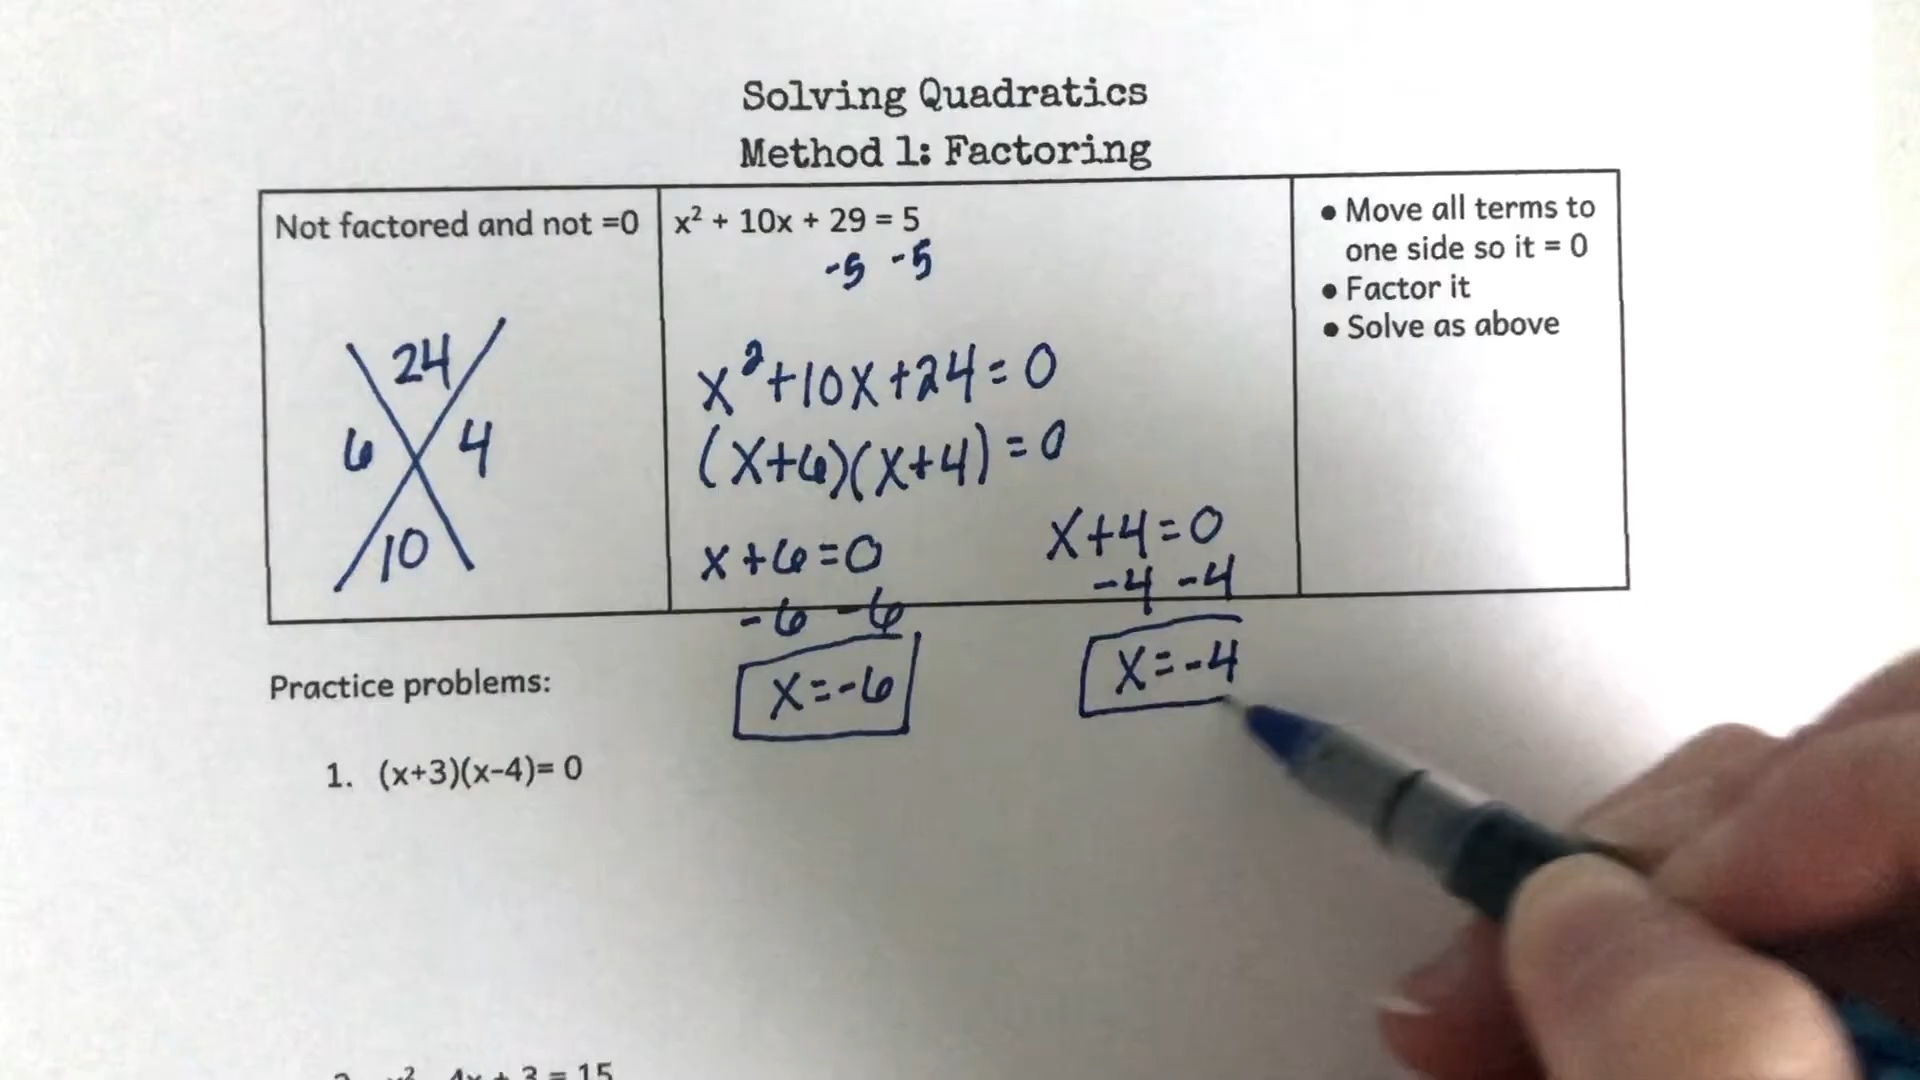 Solving Quadratics
Method 1: Factoring
Not factored and not =0
24
6 4
10
x² + 10x + 29 = 5
-5 -5
x²+10x+24=0
(x+6)(x+4)=0
x+6=0
-6 -6
x=-6
x+4=0
-4 -4
x=-4
● Move all terms to
one side so it = 0
● Factor it
● Solve as above
Practice problems:
1. (x+3)(x-4)= 0
4x + 3 = 15